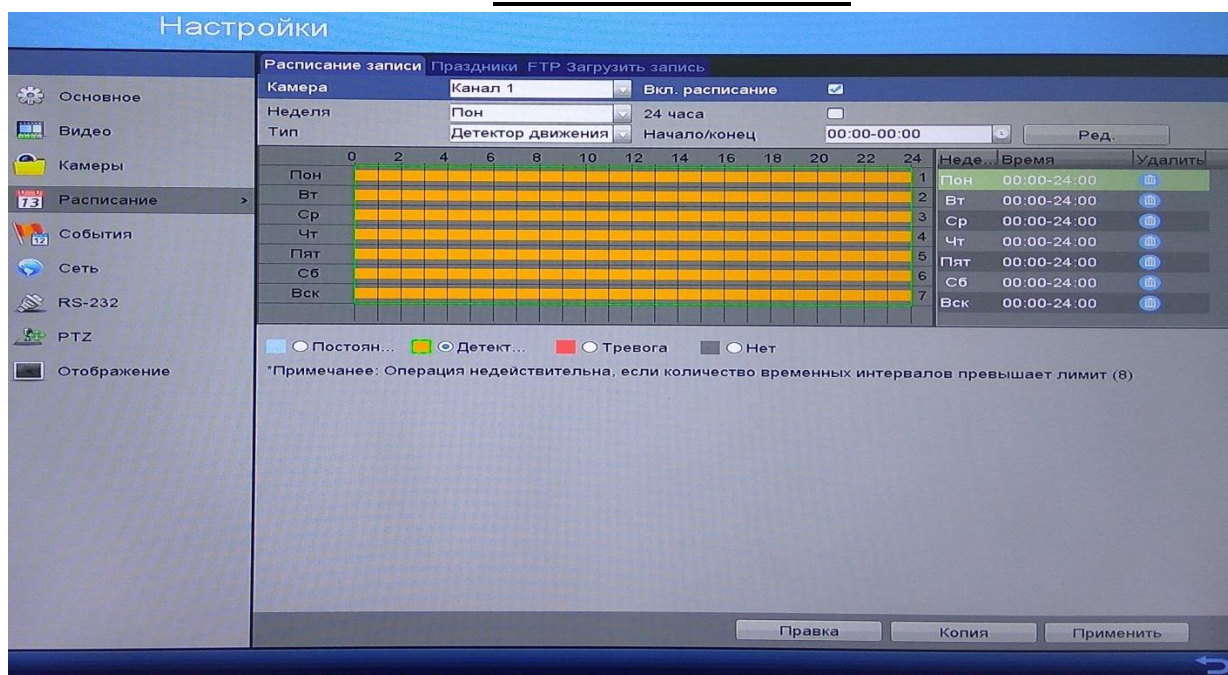 Настройки
Расписание записи Праздники FTP Загрузить запись
Камера Канал 1 Вкл. расписание
Неделя Пон 24 часа
Тип Детектор движения Начало/конец 00:00-00:00 Ред.
0 2 4 6 8 10 12 14 16 18 20 22 24
Пон 1
Вт 2
Ср 3
Чт 4
Пят 5
Сб 6
Вск 7
Неде... Время Удалить
Пон 00:00-24:00
Вт 00:00-24:00
Ср 00:00-24:00
Чт 00:00-24:00
Пят 00:00-24:00
Сб 00:00-24:00
Вск 00:00-24:00
Постоян... Детект... Тревога Нет
*Примечанее: Операция недействительна, если количество временных интервалов превышает лимит (8)
Основное
Видео
Камеры
13 Расписание >
12 События
Сеть
RS-232
PTZ
Отображение
Правка Копия Применить